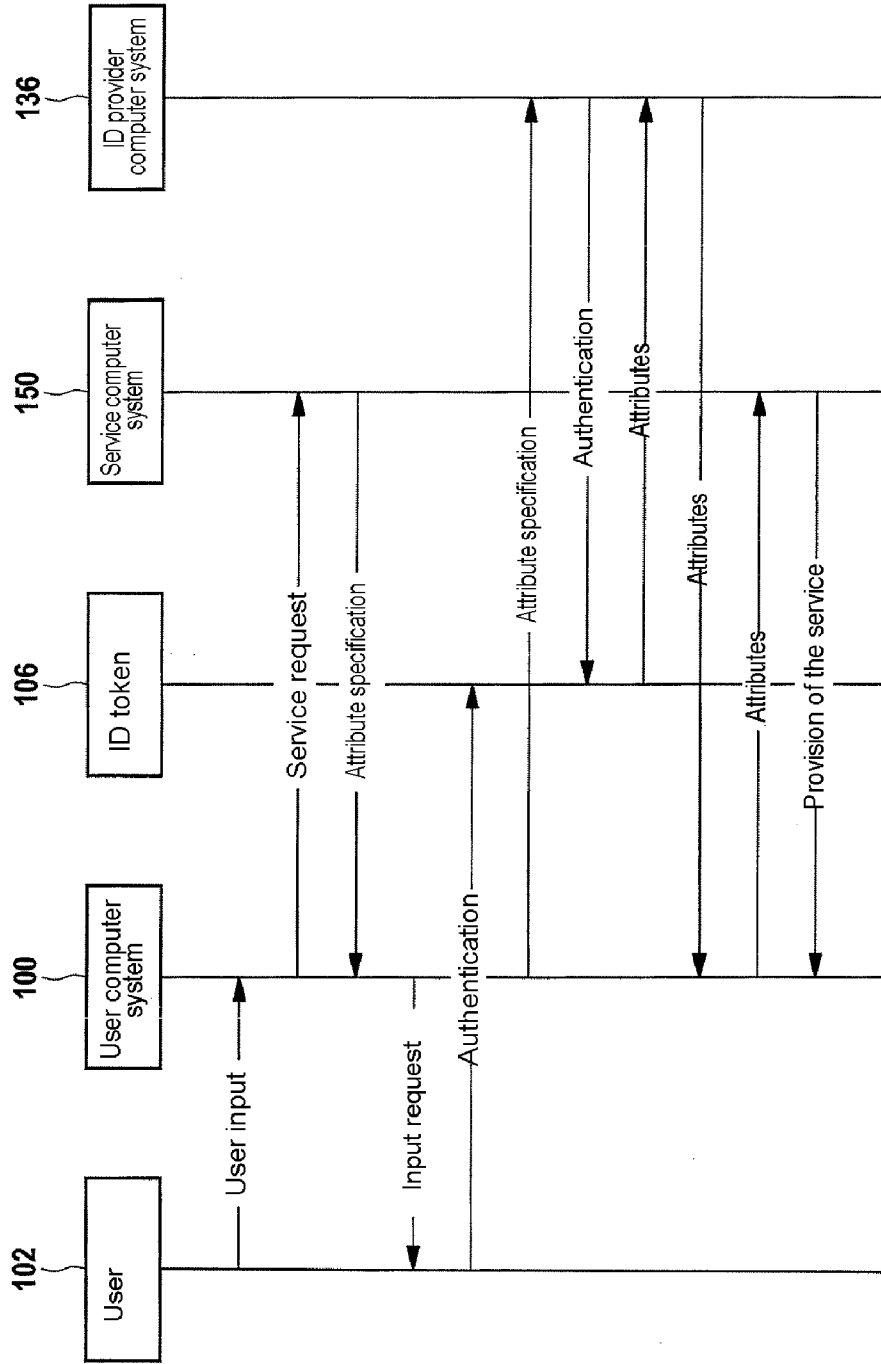 102
User
100
User computer
system
106
ID token
150
Service computer
system
136
ID provider
computer system
User input
Service request
Attribute specification
Input request
Authentication
Attribute specification
Authentication
Attributes
Attributes
Attributes
Provision of the service